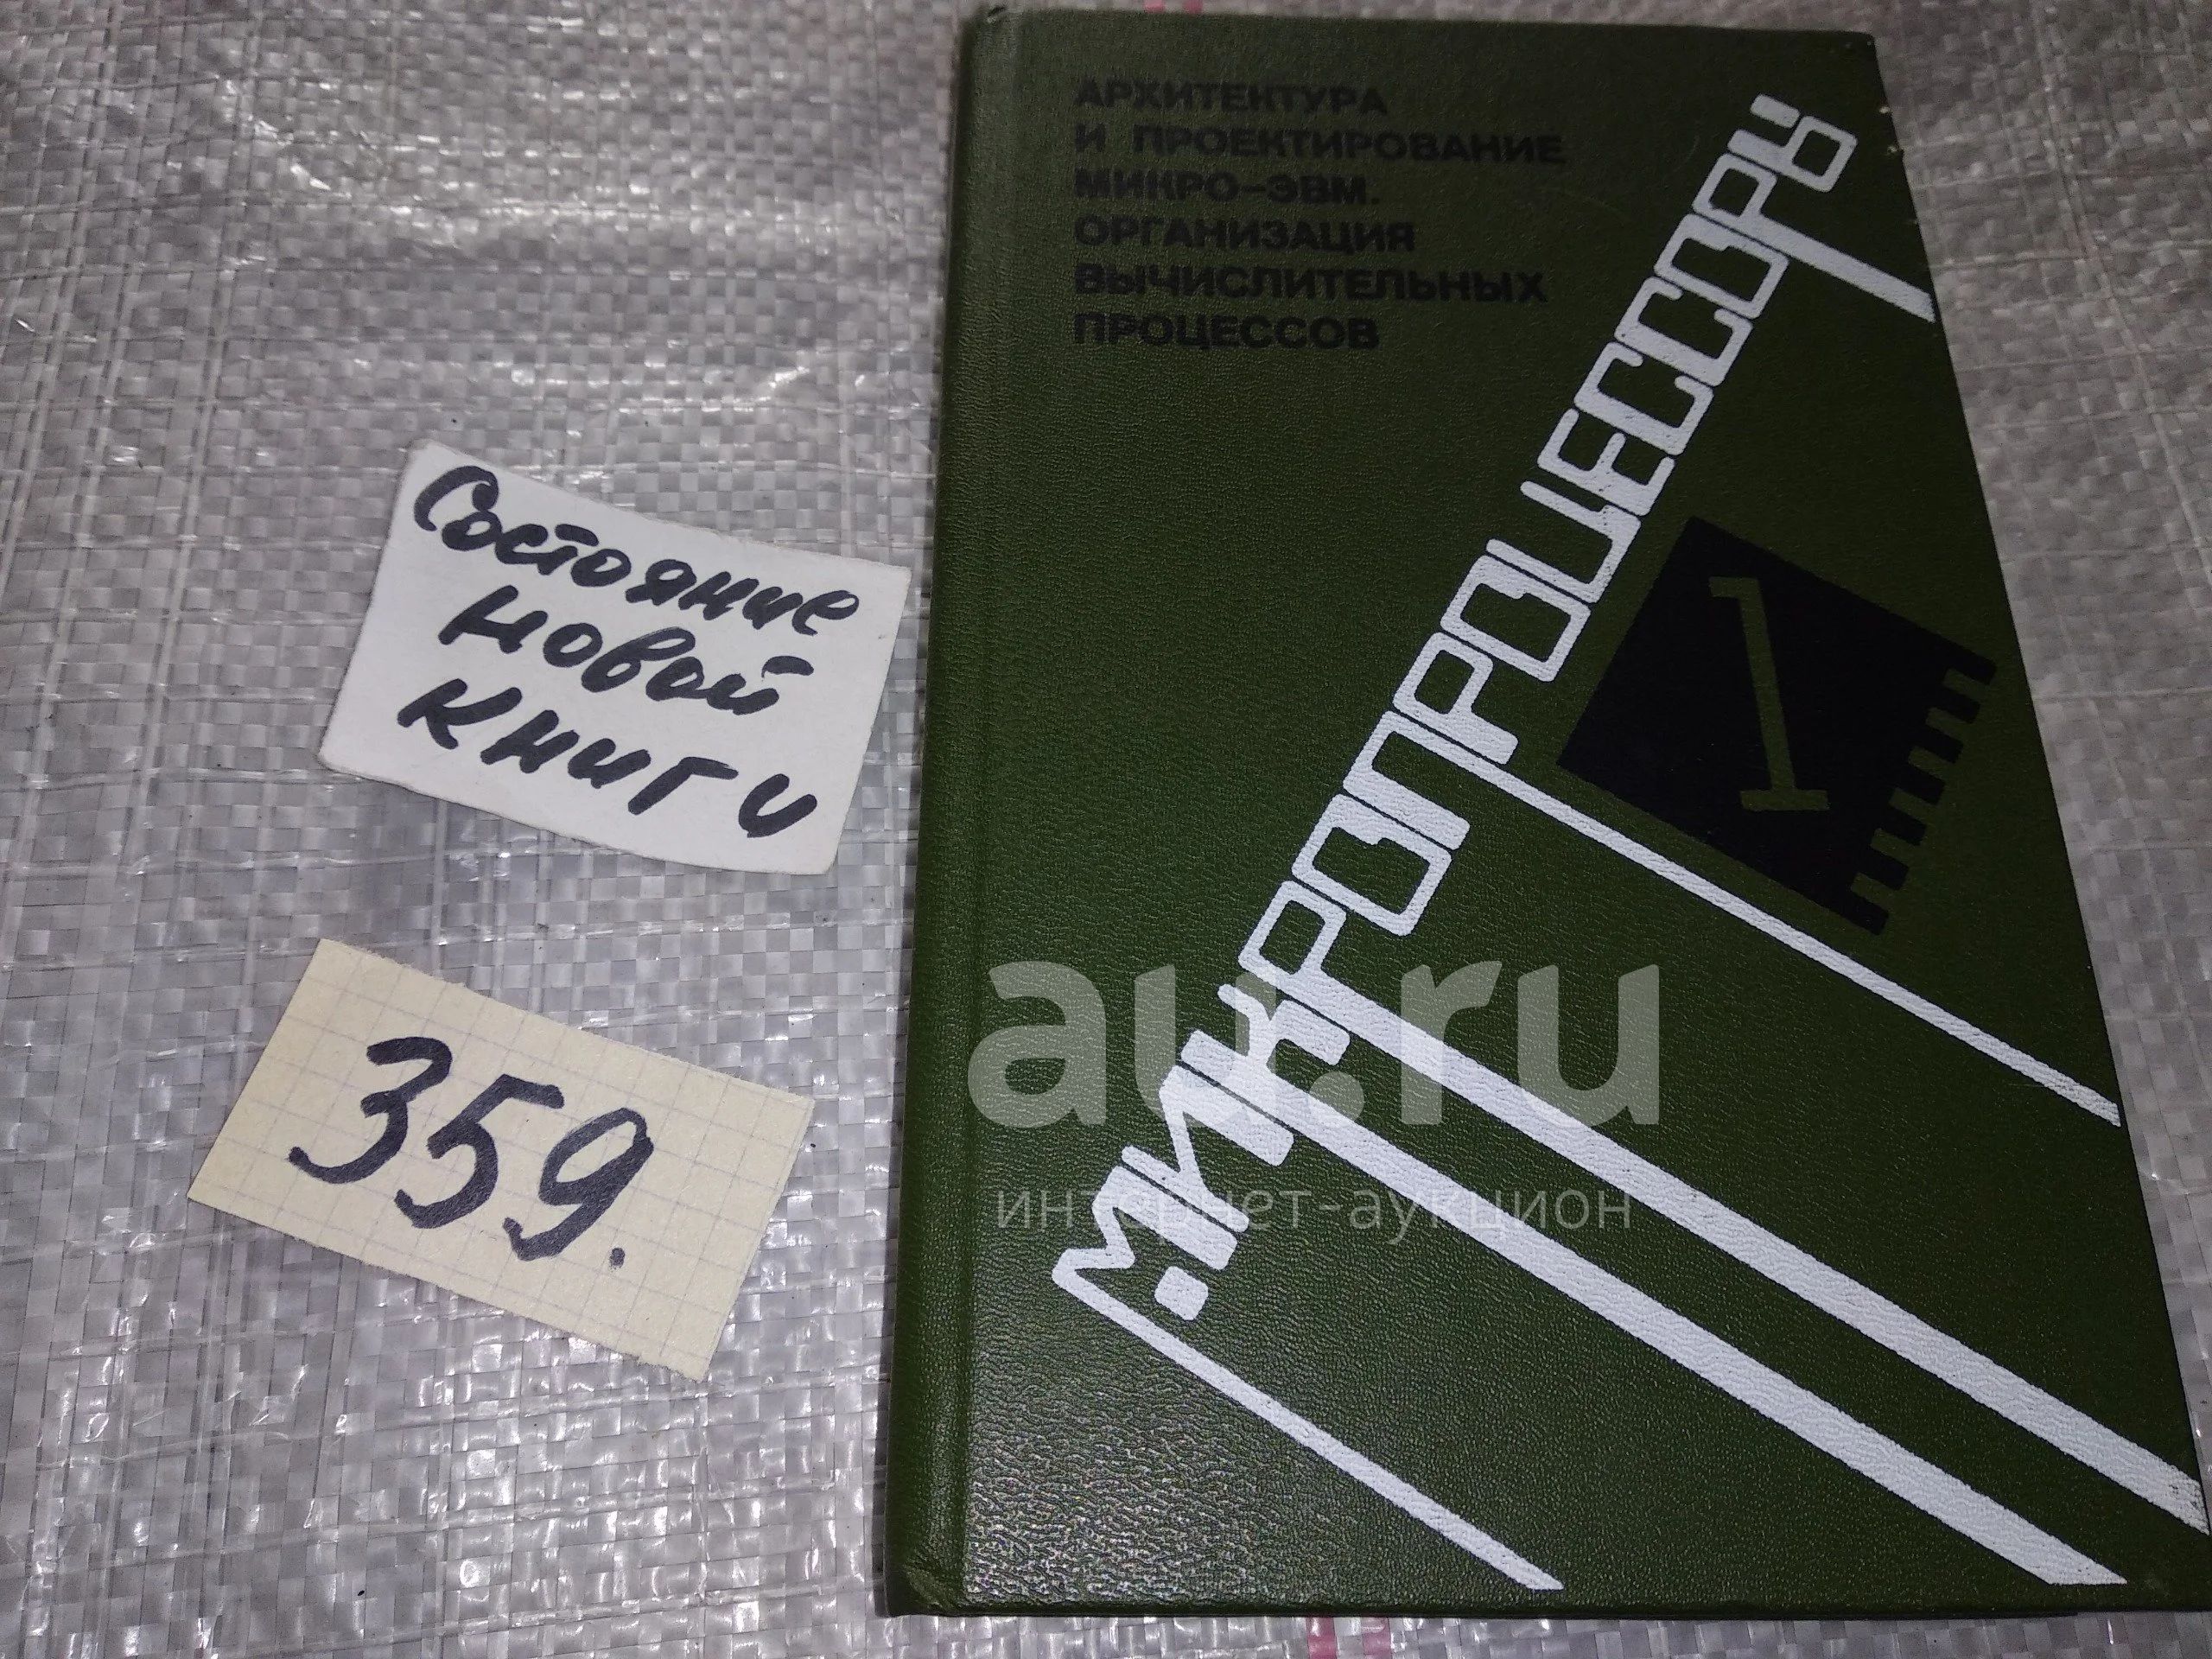 АРХИТЕКТУРА
И ПРОЕКТИРОВАНИЕ
МИКРО-ЭВМ.
ОРГАНИЗАЦИЯ
ВЫЧИСЛИТЕЛЬНЫХ
ПРОЦЕССОВ
МИКРОПРОЦЕССОРЫ
1
Состояние
новой
книги
359.
au.ru
интернет-аукцион